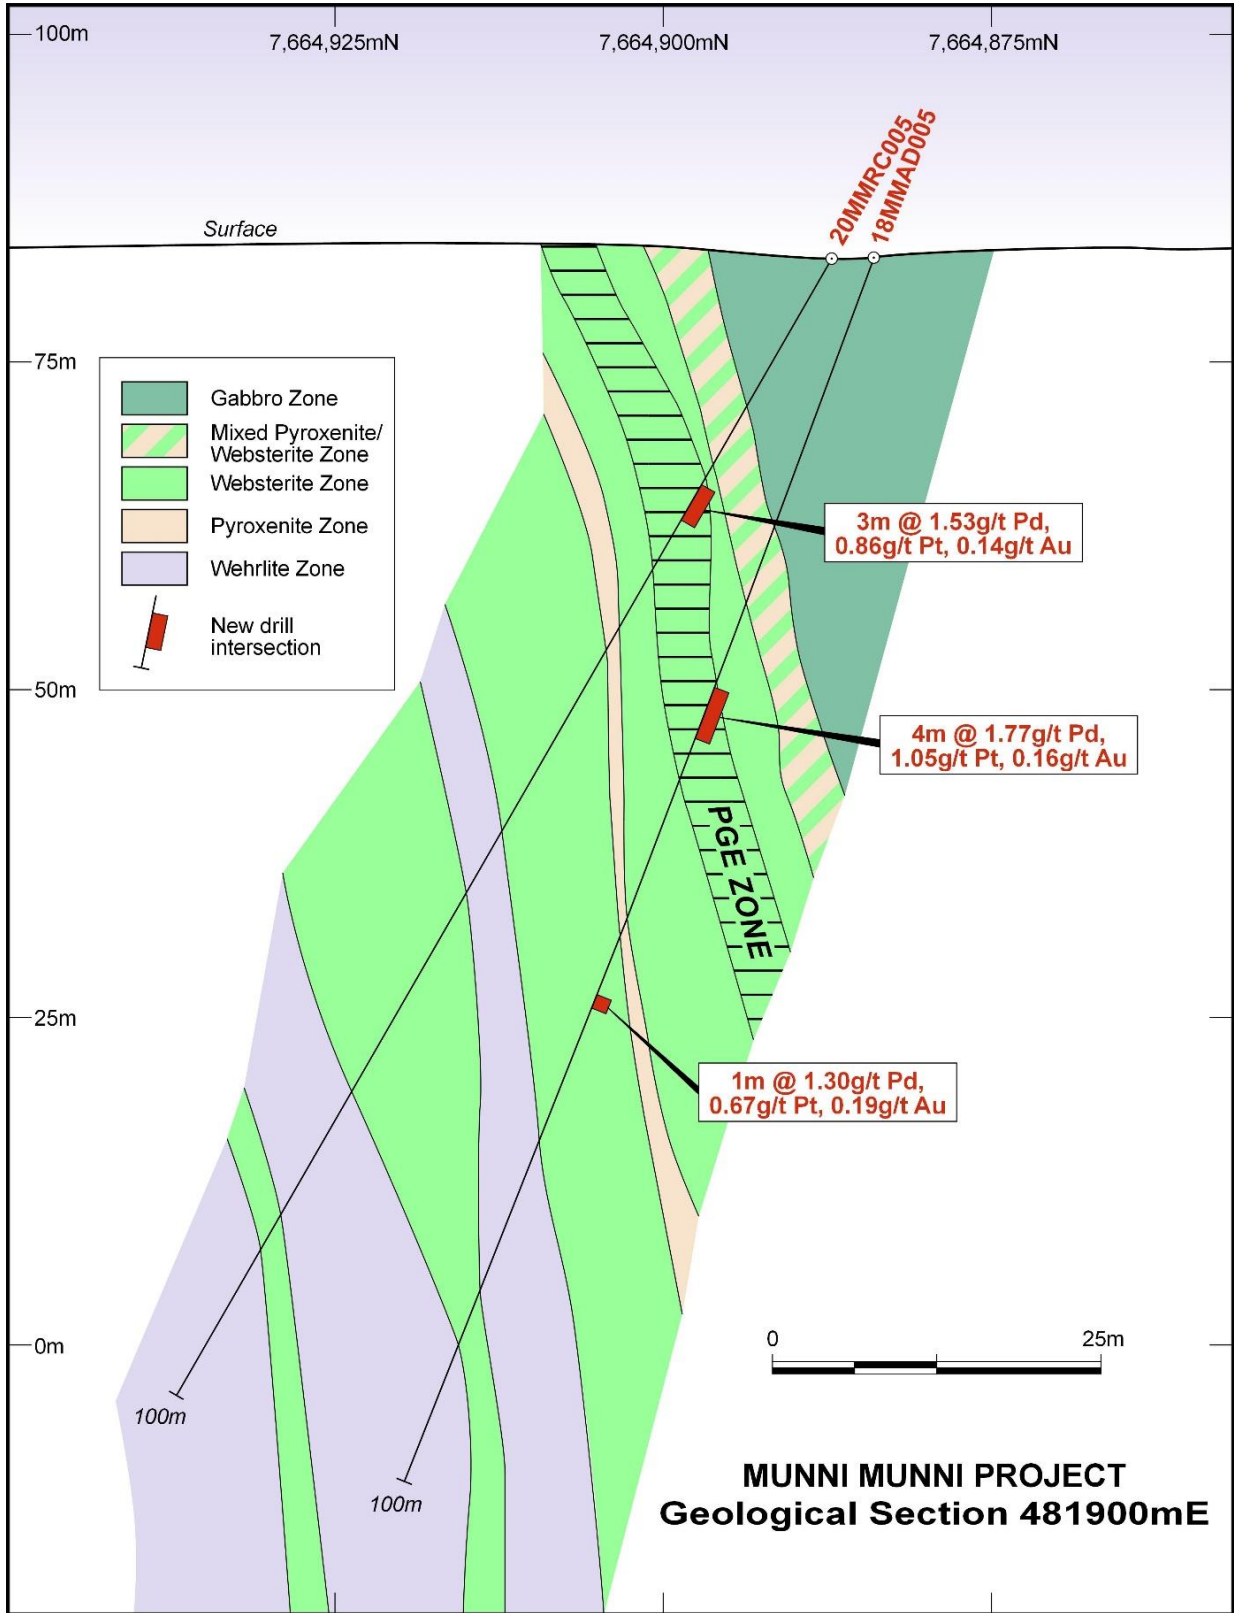 100m
7,664,925mN
7,664,900mN
7,664,875mN
20MMRC005
18MMAD005
Surface
75m
Gabbro Zone
Mixed Pyroxenite/
Websterite Zone
Websterite Zone
Pyroxenite Zone
Wehrlite Zone
New drill
intersection
3m @ 1.53g/t Pd,
0.86g/t Pt, 0.14g/t Au
50m
4m @ 1.77g/t Pd,
1.05g/t Pt, 0.16g/t Au
PGE ZONE
25m
1m @ 1.30g/t Pd,
0.67g/t Pt, 0.19g/t Au
0m
0
25m
100m
100m
MUNNI MUNNI PROJECT
Geological Section 481900mE